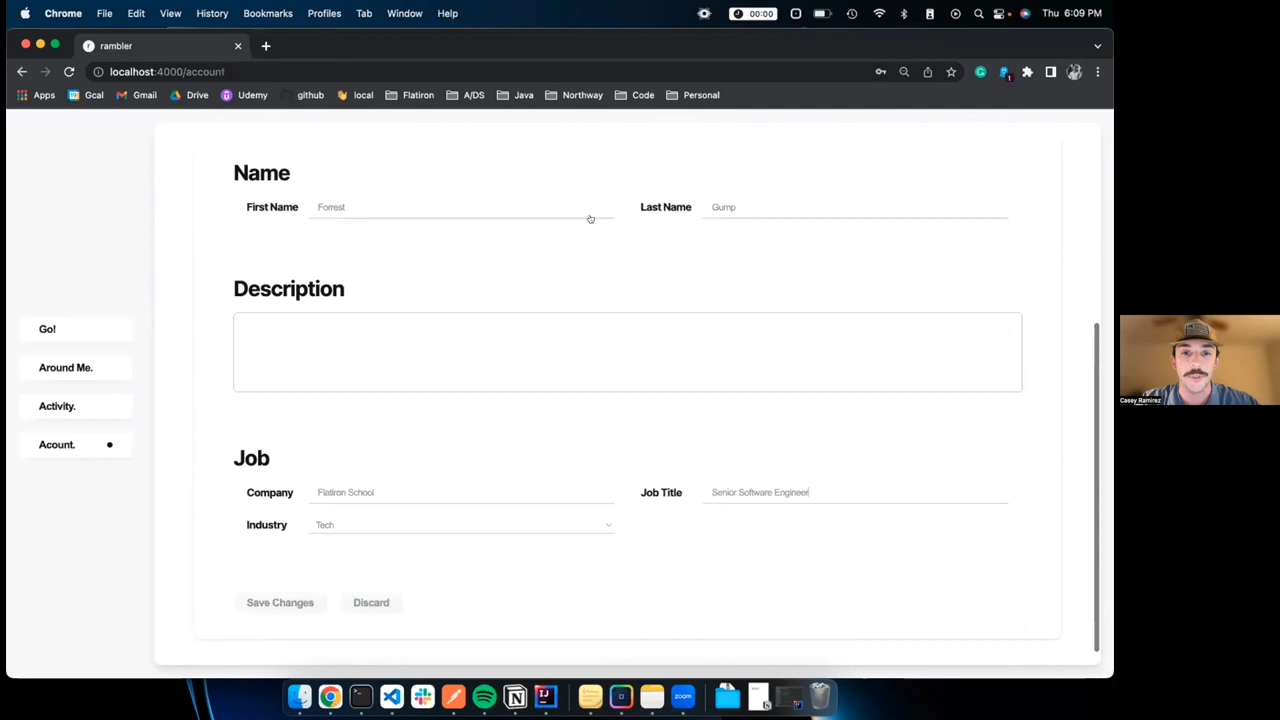 Chrome File Edit View History Bookmarks Profiles Tab Window Help 00:00 Thu 6:09 PM
rambler
localhost:4000/account
Apps Gcal Gmail Drive Udemy github local Flatiron A/DS Java Northway Code Personal
Name
First Name Forrest Last Name Gump
Description
Go!
Around Me.
Activity.
Acount.
Job
Company Flatiron School Job Title Senior Software Engineer
Industry Tech
Save Changes Discard
Casey Ramirez
zoom